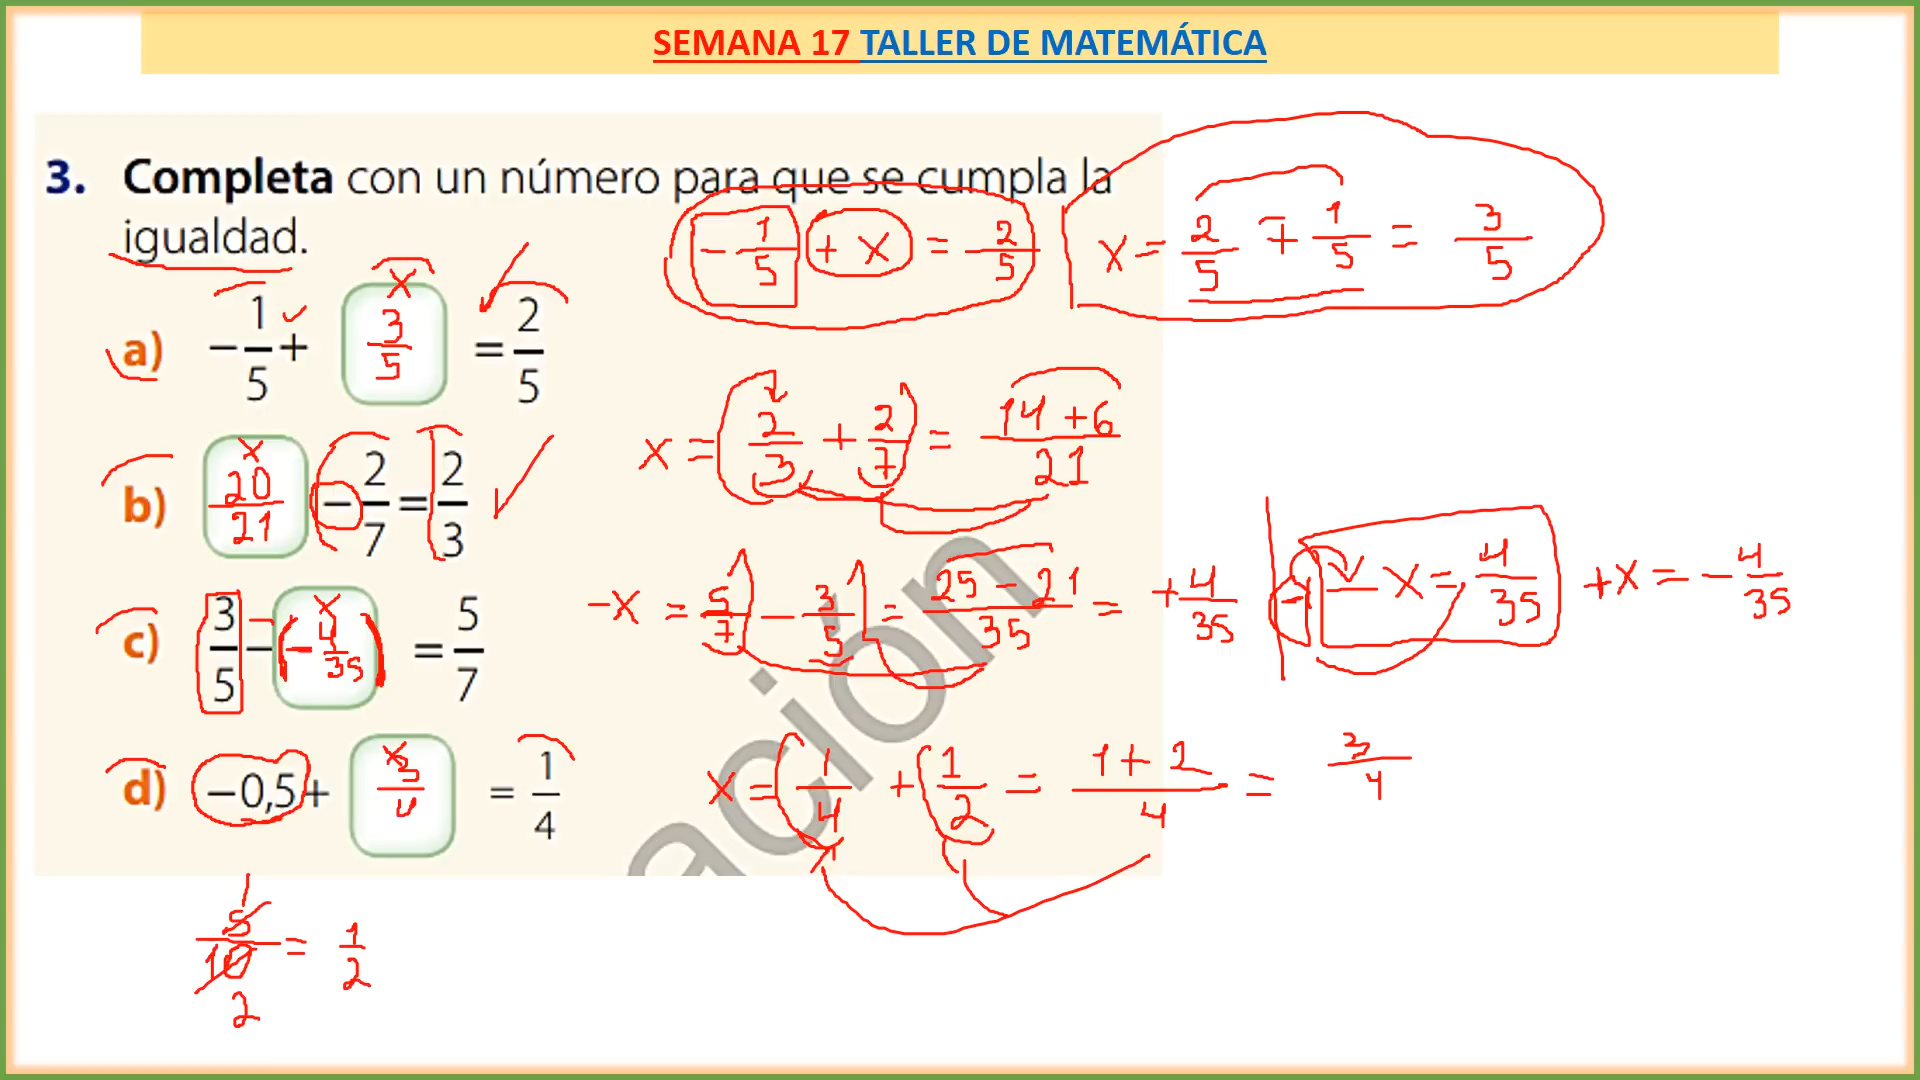 SEMANA 17 TALLER DE MATEMÁTICA
3. Completa con un número para que se cumpla la
igualdad.
a) -1/5 + x 3/5 = 2/5
-1/5 + x = 2/5
x = 2/5 + 1/5 = 3/5
b) x 20/21 - 2/7 = 2/3
x = 2/3 + 2/7 = 14+6/21
c) 3/5 - x (-4/35) = 5/7
-x = 5/7 - 3/5 = 25-21/35 = +4/35
-1 -x = 4/35
+x = -4/35
d) -0,5 + x 3/4 = 1/4
x = 1/4 + 1/2 = 1+2/4 = 3/4
1
5/10 = 1/2
2
ación